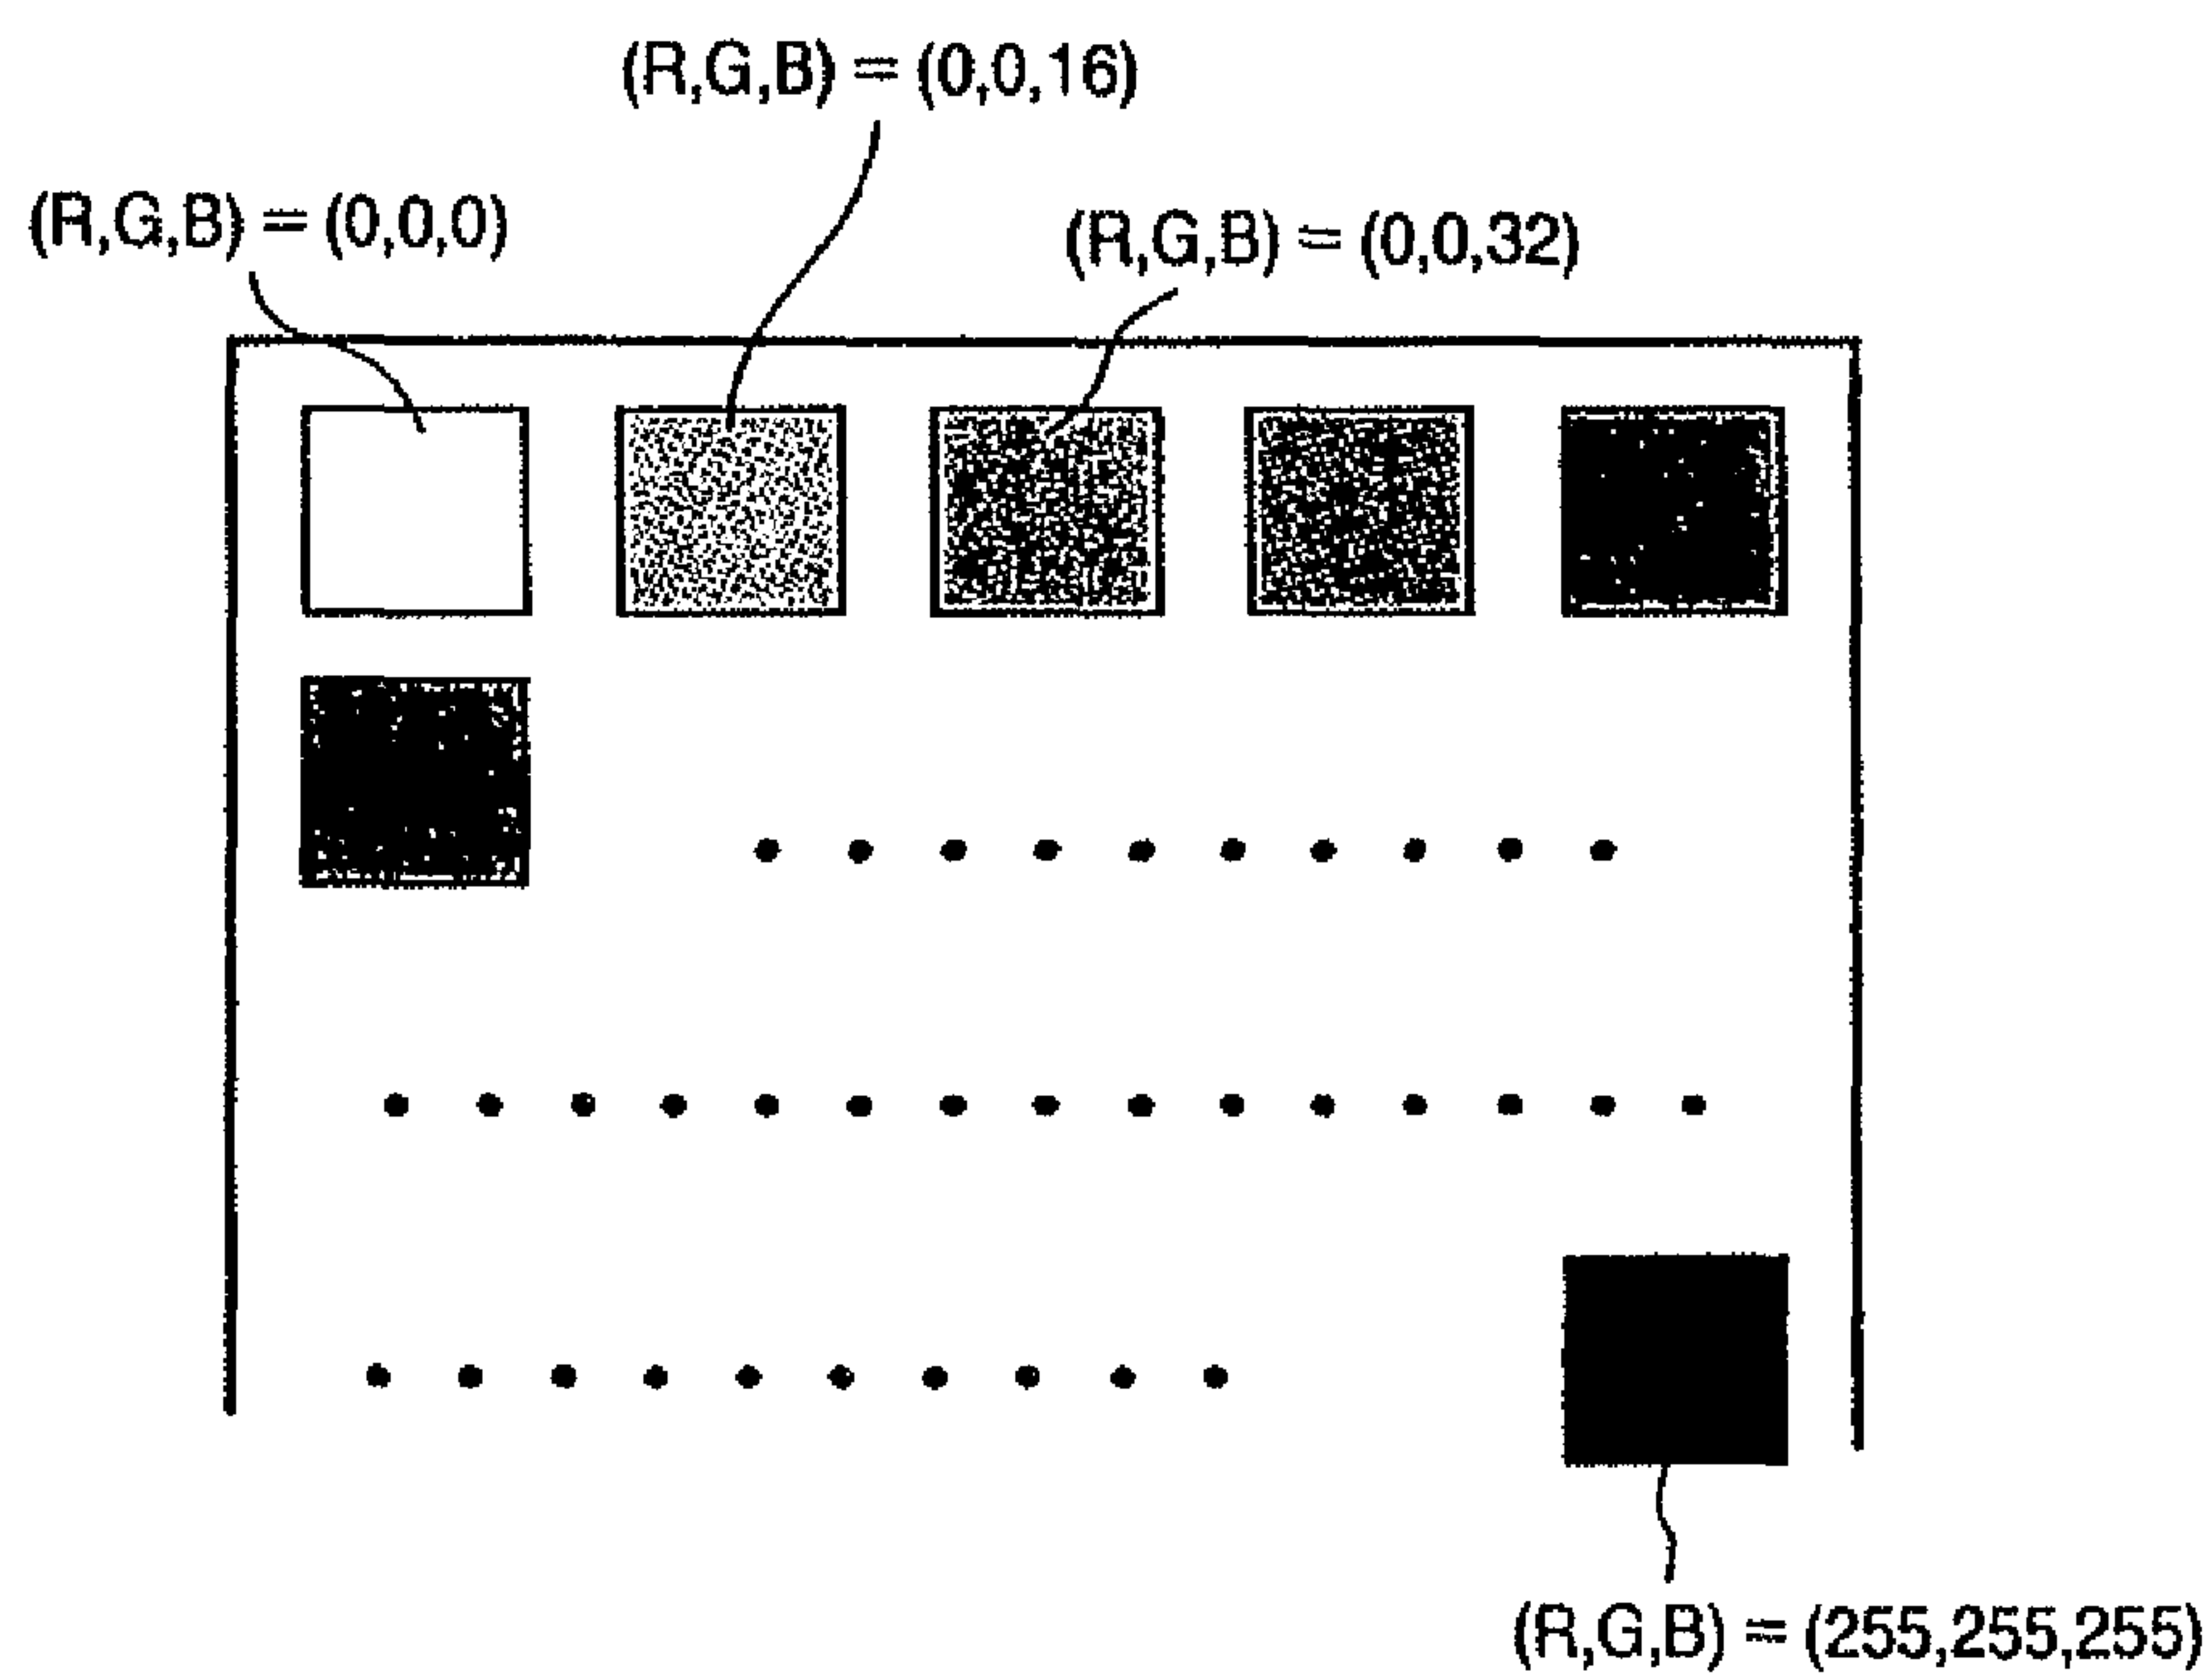 (R,G,B) = (0,0,16)
(R,G,B) = (0,0,0)
(R,G,B) = (0,0,32)
(R,G,B) = (255,255,255)